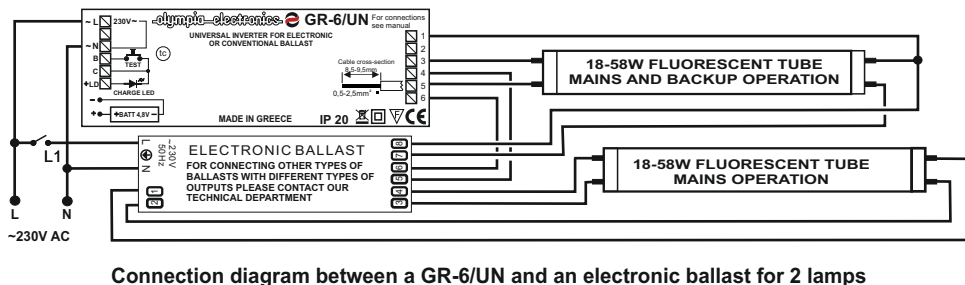 ~ L
230V~
~ N
B
TEST
C
+LD
CHARGE LED
tc
- 
+
+BATT 4,8V -
olympia-electronics
GR-6/UN
For connections
see manual
UNIVERSAL INVERTER FOR ELECTRONIC
OR CONVENTIONAL BALLAST
Cable cross-section
8,5-9,5mm
0,5-2,5mm²
MADE IN GREECE
IP 20
F
CE
1
2
3
4
5
6
18-58W FLUORESCENT TUBE
MAINS AND BACKUP OPERATION
L1
L
N
~230V AC
L
N
~230V
50Hz
1
2
ELECTRONIC BALLAST
FOR CONNECTING OTHER TYPES OF
BALLASTS WITH DIFFERENT TYPES OF
OUTPUTS PLEASE CONTACT OUR
TECHNICAL DEPARTMENT
8
7
6
5
4
3
18-58W FLUORESCENT TUBE
MAINS OPERATION
Connection diagram between a GR-6/UN and an electronic ballast for 2 lamps